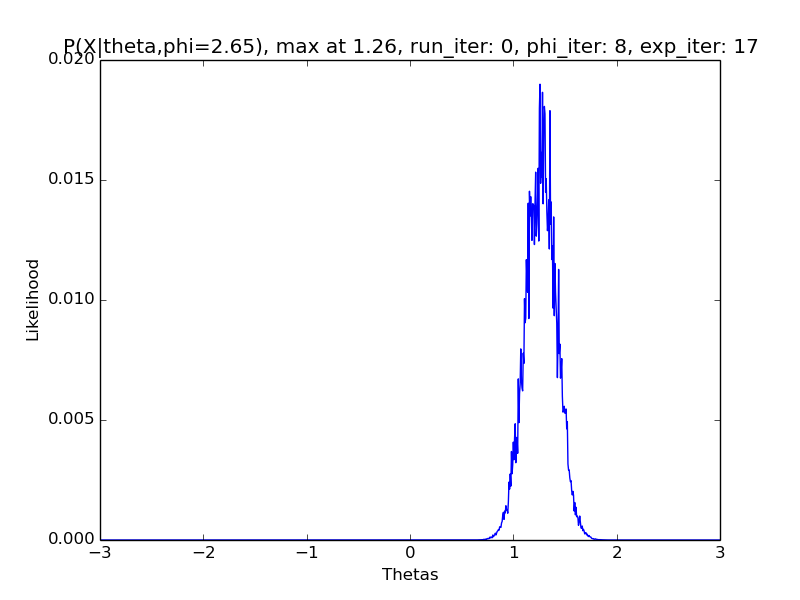 P(X|theta,phi=2.65), max at 1.26, run_iter: 0, phi_iter: 8, exp_iter: 17
0.020
0.015
0.010
0.005
0.000
Likelihood
−3 −2 −1 0 1 2 3
Thetas